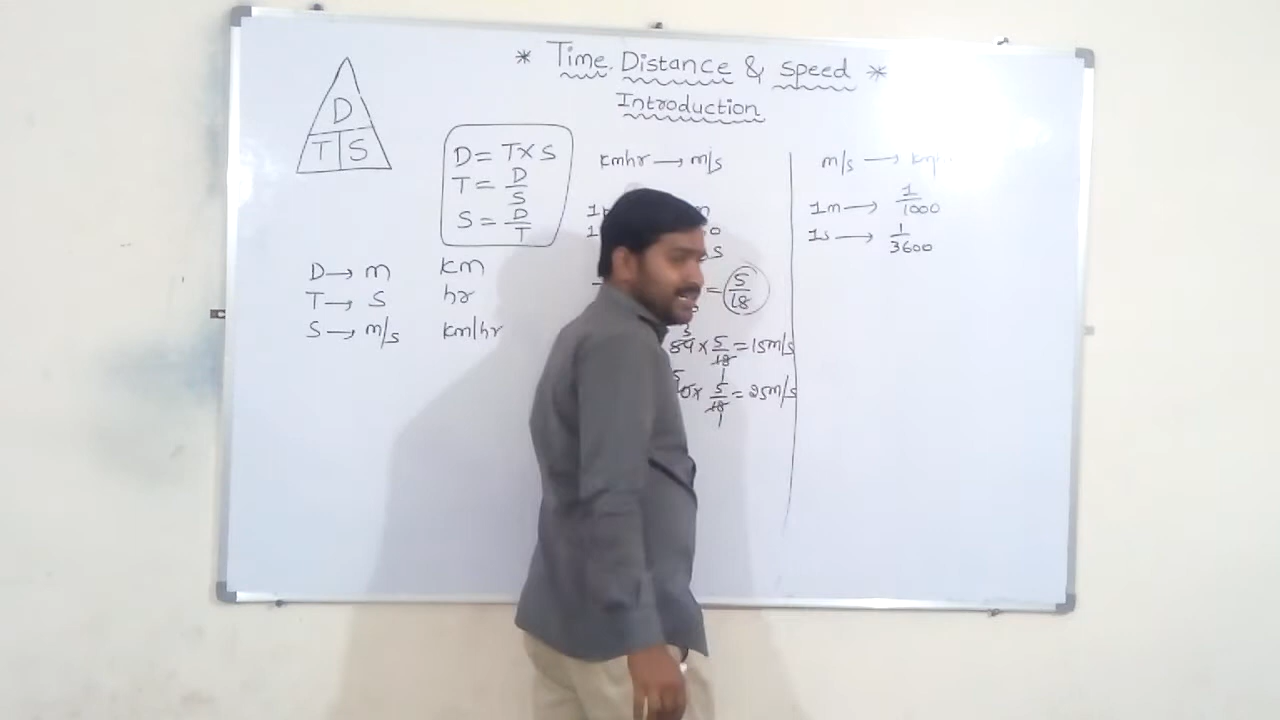 * Time, Distance & Speed *
Introduction
D
T S
D = T × S
T = D/S
S = D/T
D → m km
T → s hr
S → m/s km/hr
kmhr → m/s
= 5/18
× 5/18 = 15m/s
× 5/18 = 25m/s
m/s →
1m → 1/1000
1s → 1/3600